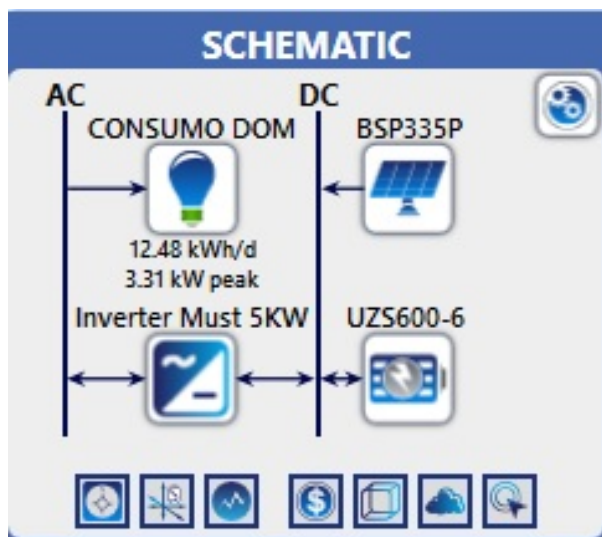 SCHEMATIC
AC
DC
CONSUMO DOM
BSP335P
12.48 kWh/d
3.31 kW peak
Inverter Must 5KW
UZS600-6